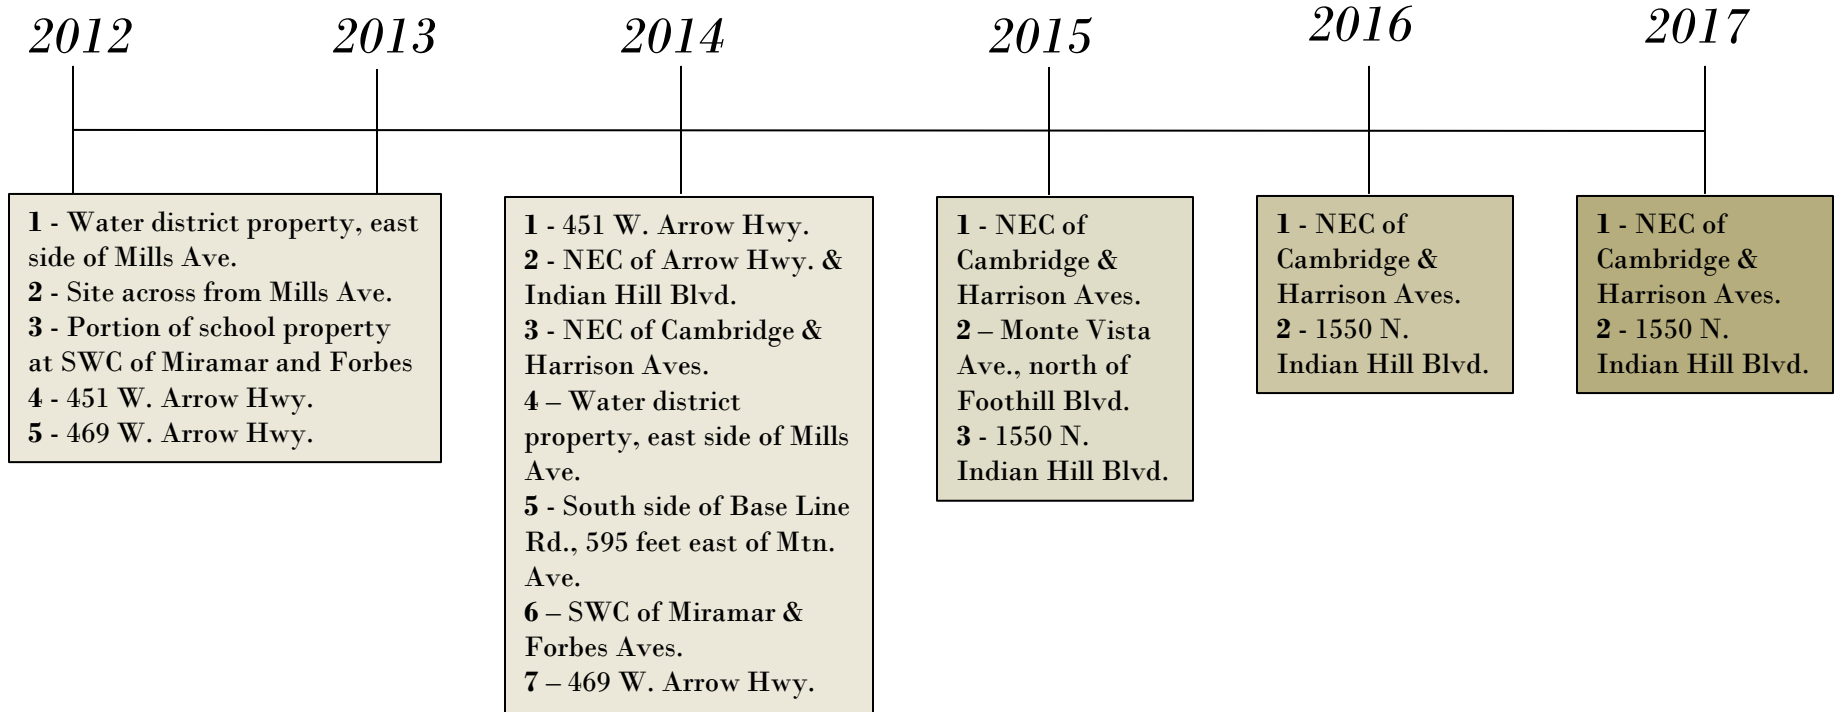 2012
2013
2014
2015
2016
2017
1 - Water district property, east
side of Mills Ave.
2 - Site across from Mills Ave.
3 - Portion of school property
at SWC of Miramar and Forbes
4 - 451 W. Arrow Hwy.
5 - 469 W. Arrow Hwy.
1 - 451 W. Arrow Hwy.
2 - NEC of Arrow Hwy. &
Indian Hill Blvd.
3 - NEC of Cambridge &
Harrison Aves.
4 – Water district
property, east side of Mills
Ave.
5 - South side of Base Line
Rd., 595 feet east of Mtn.
Ave.
6 – SWC of Miramar &
Forbes Aves.
7 – 469 W. Arrow Hwy.
1 - NEC of
Cambridge &
Harrison Aves.
2 – Monte Vista
Ave., north of
Foothill Blvd.
3 - 1550 N.
Indian Hill Blvd.
1 - NEC of
Cambridge &
Harrison Aves.
2 - 1550 N.
Indian Hill Blvd.
1 - NEC of
Cambridge &
Harrison Aves.
2 - 1550 N.
Indian Hill Blvd.